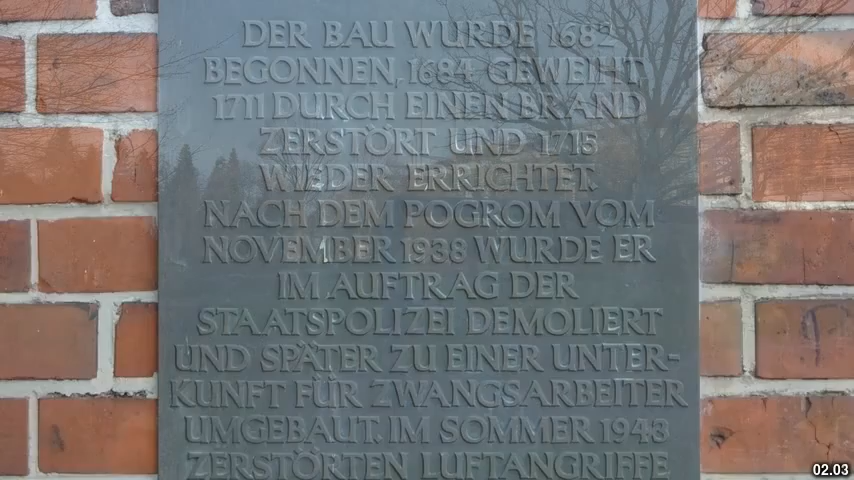 DER BAU WURDE 1682
BEGONNEN, 1684 GEWEIHT,
1711 DURCH EINEN BRAND
ZERSTÖRT UND 1715
WIEDER ERRICHTET.
NACH DEM POGROM VOM
NOVEMBER 1938 WURDE ER
IM AUFTRAG DER
STAATSPOLIZEI DEMOLIERT
UND SPÄTER ZU EINER UNTER-
KUNFT FÜR ZWANGSARBEITER
UMGEBAUT. IM SOMMER 1943
ZERSTÖRTEN LUFTANGRIFFE
02.03